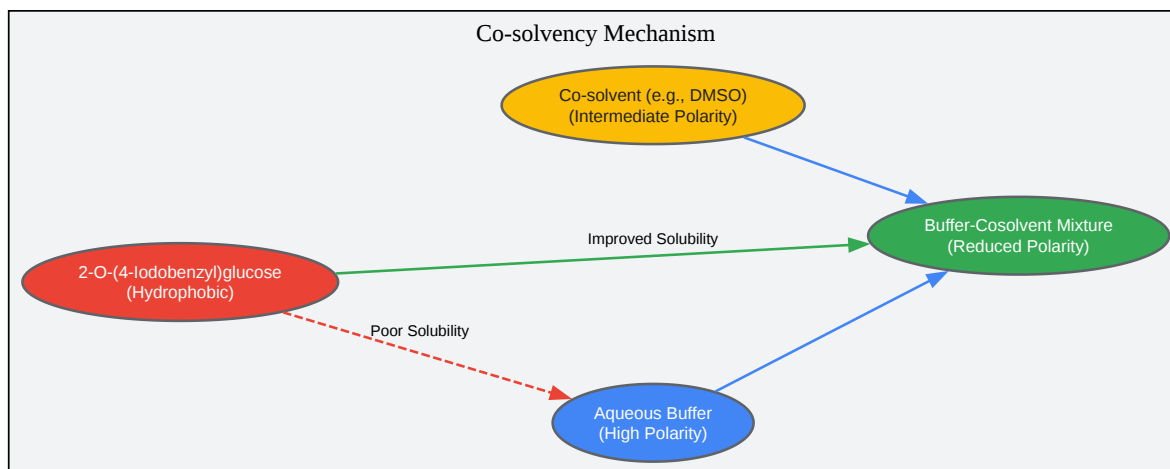 Co-solvency Mechanism
Co-solvent (e.g., DMSO)
(Intermediate Polarity)
Buffer-Cosolvent Mixture
(Reduced Polarity)
Improved Solubility
2-O-(4-Iodobenzyl)glucose
(Hydrophobic)
Poor Solubility
Aqueous Buffer
(High Polarity)